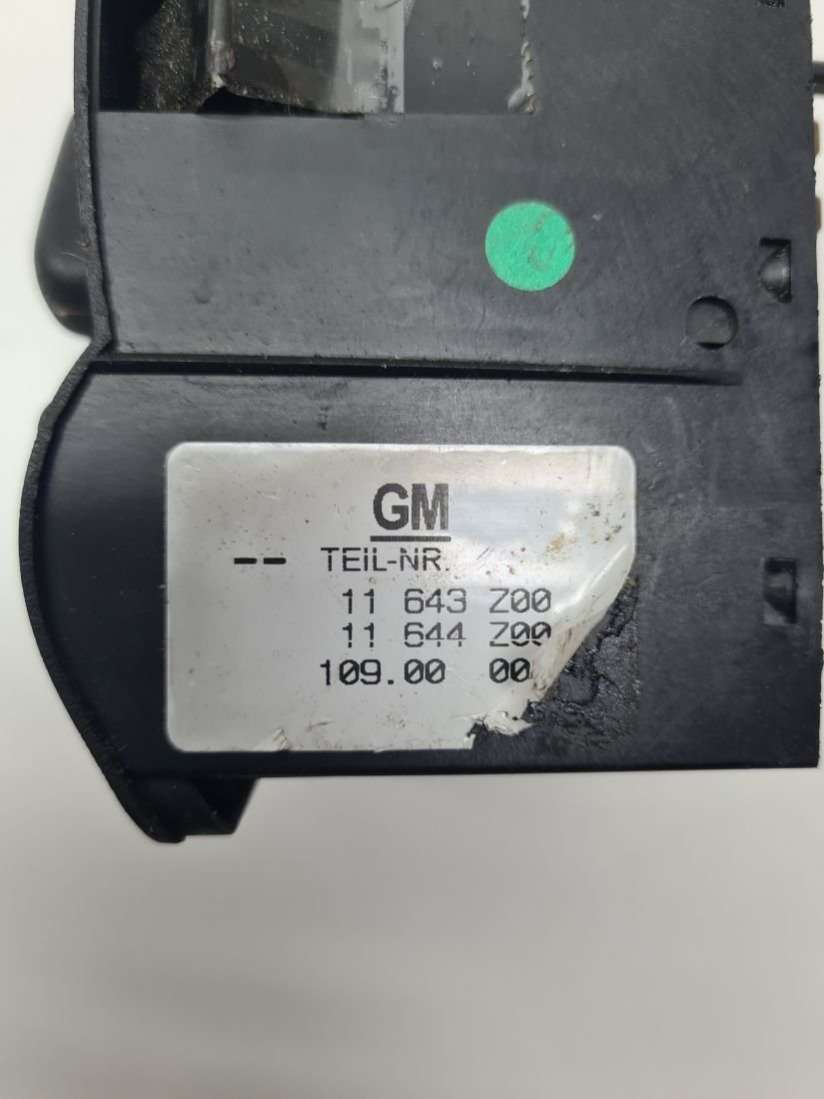 GM
-- TEIL-NR.
11 643 Z00
11 644 Z00
109.00 00